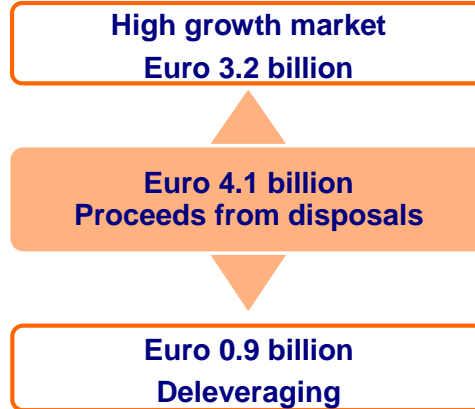 High growth market
Euro 3.2 billion
Euro 4.1 billion
Proceeds from disposals
Euro 0.9 billion
Deleveraging